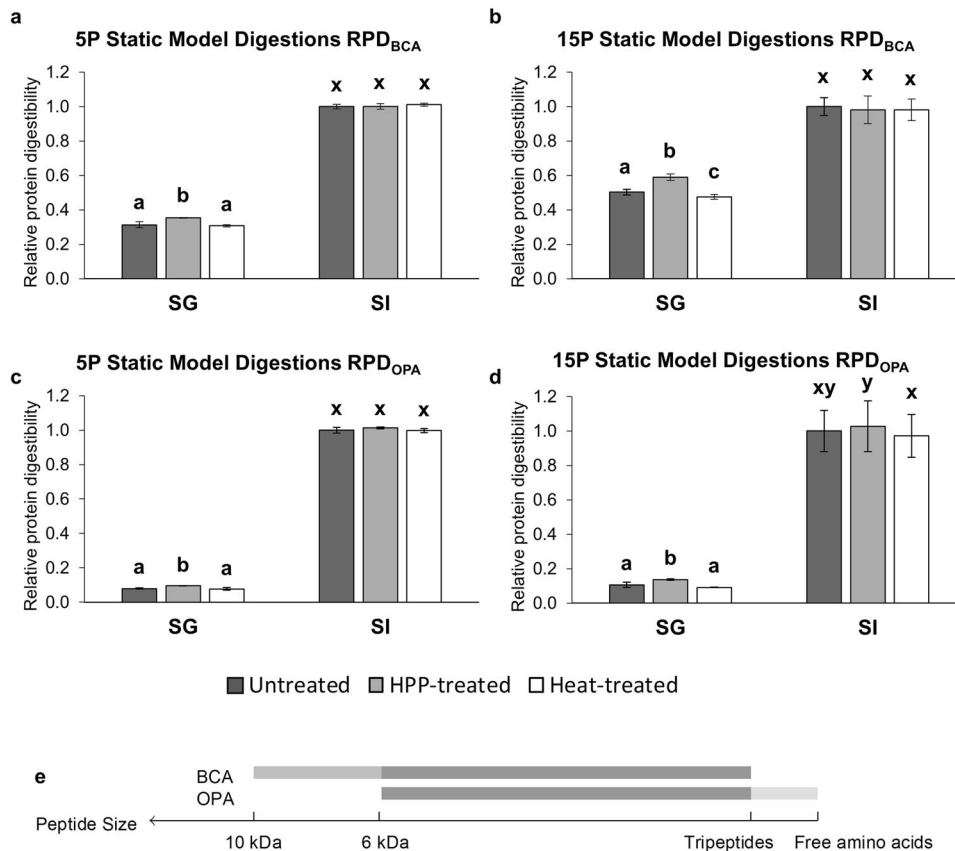 a
5P Static Model Digestions RPD_BCA
Relative protein digestibility
1.2
1.0
0.8
0.6
0.4
0.2
0.0
a b a
x x x
SG SI
b
15P Static Model Digestions RPD_BCA
Relative protein digestibility
1.2
1.0
0.8
0.6
0.4
0.2
0.0
a b c
x x x
SG SI
c
5P Static Model Digestions RPD_OPA
Relative protein digestibility
1.2
1.0
0.8
0.6
0.4
0.2
0.0
a b a
x x x
SG SI
d
15P Static Model Digestions RPD_OPA
Relative protein digestibility
1.2
1.0
0.8
0.6
0.4
0.2
0.0
a b a
xy y x
SG SI
Untreated HPP-treated Heat-treated
e
BCA
OPA
Peptide Size
10 kDa 6 kDa Tripeptides Free amino acids